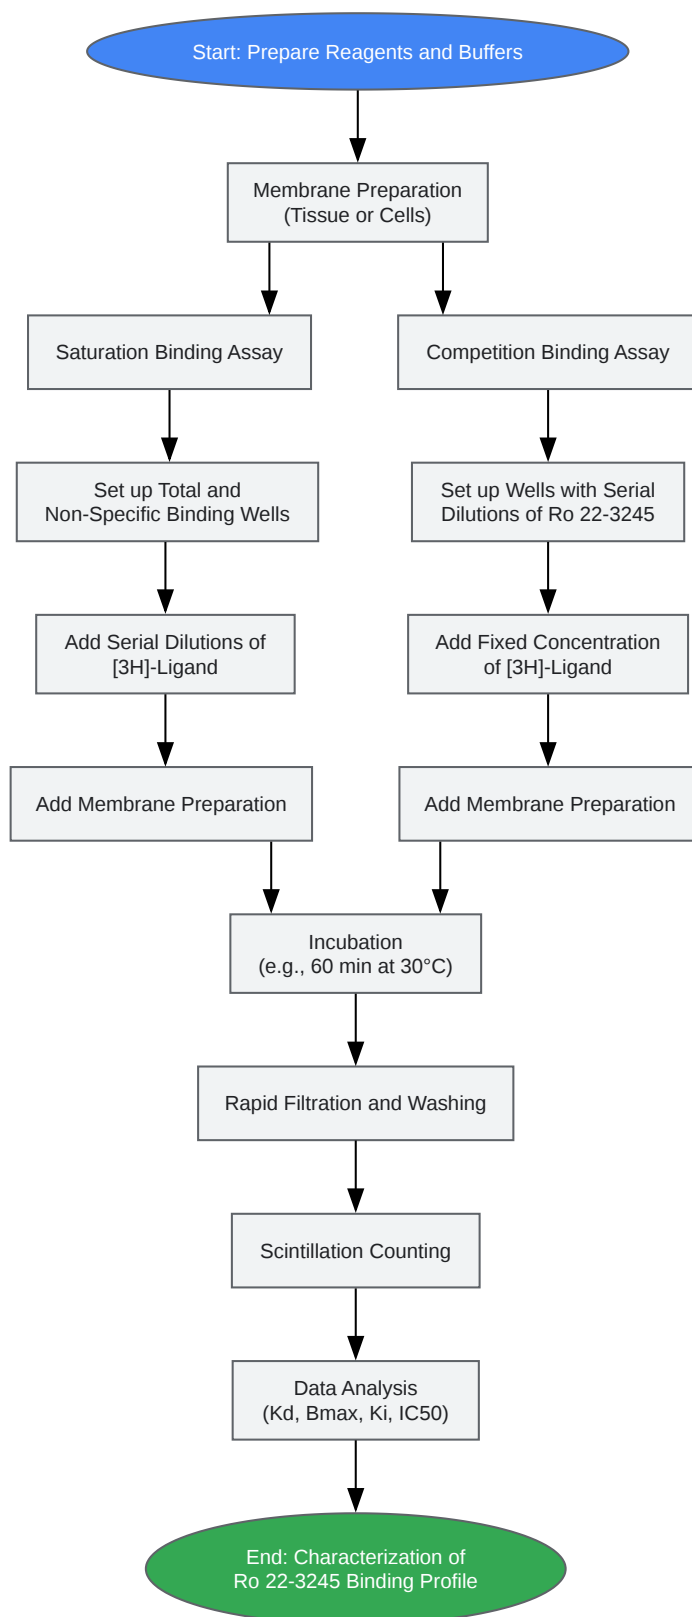 Start: Prepare Reagents and Buffers
Membrane Preparation
(Tissue or Cells)
Saturation Binding Assay
Competition Binding Assay
Set up Total and
Non-Specific Binding Wells
Set up Wells with Serial
Dilutions of Ro 22-3245
Add Serial Dilutions of
[3H]-Ligand
Add Fixed Concentration
of [3H]-Ligand
Add Membrane Preparation
Add Membrane Preparation
Incubation
(e.g., 60 min at 30°C)
Rapid Filtration and Washing
Scintillation Counting
Data Analysis
(Kd, Bmax, Ki, IC50)
End: Characterization of
Ro 22-3245 Binding Profile